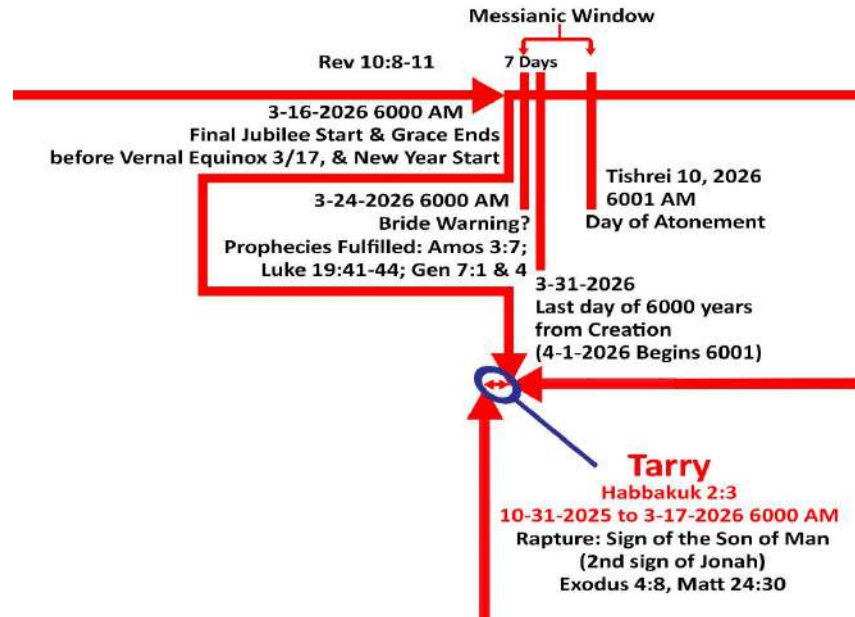 Messianic Window
7 Days
Rev 10:8-11
3-16-2026 6000 AM
Final Jubilee Start & Grace Ends
before Vernal Equinox 3/17, & New Year Start
3-24-2026 6000 AM
Bride Warning?
Prophecies Fulfilled: Amos 3:7;
Luke 19:41-44; Gen 7:1 & 4
Tishrei 10, 2026
6001 AM
Day of Atonement
3-31-2026
Last day of 6000 years
from Creation
(4-1-2026 Begins 6001)
Tarry
Habbakuk 2:3
10-31-2025 to 3-17-2026 6000 AM
Rapture: Sign of the Son of Man
(2nd sign of Jonah)
Exodus 4:8, Matt 24:30